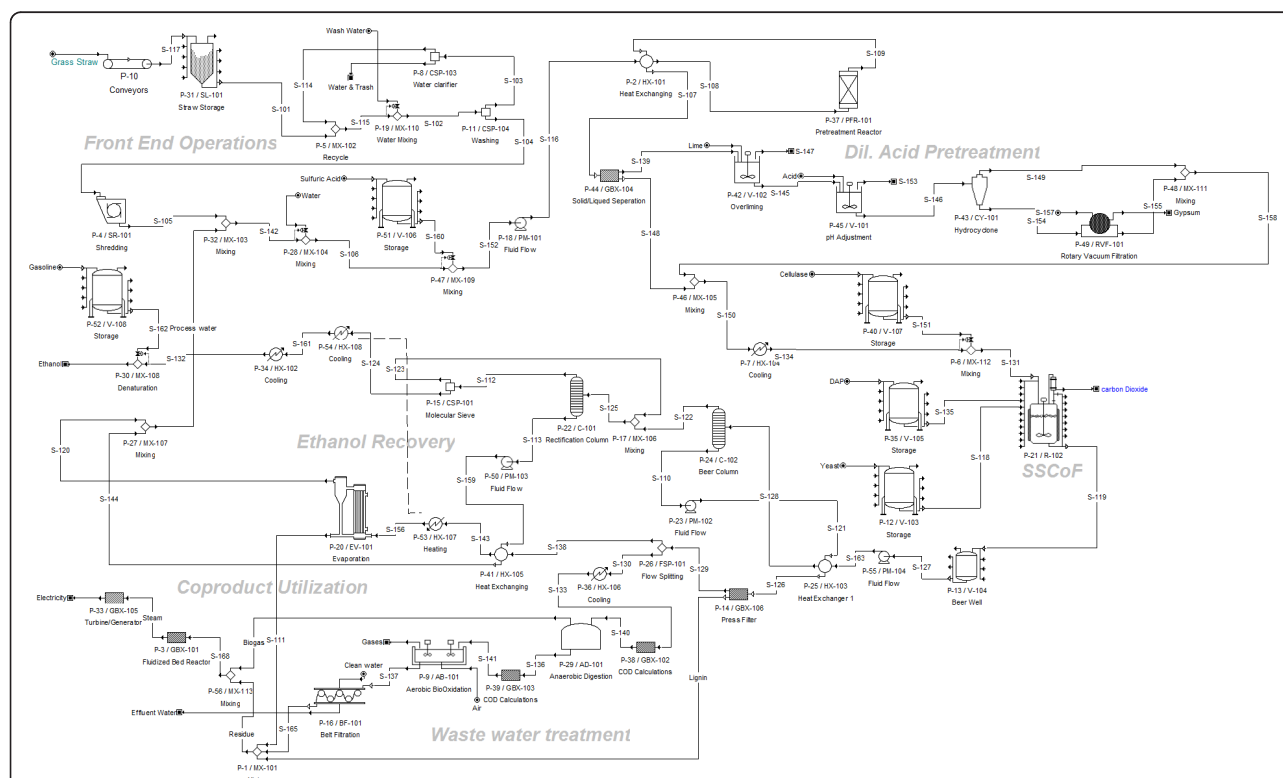 Grass Straw
S-117
P-10
Conveyors
P-31 / SL-101
Straw Storage
S-101
Front End Operations
Wash Water
S-114
P-8 / CSP-103
Water clarifier
Water & Trash
S-103
S-115
P-19 / MX-110
Water Mixing
S-102
P-11 / CSP-104
Washing
S-104
P-5 / MX-102
Recycle
S-116
P-2 / HX-101
Heat Exchanging
S-107
S-108
S-109
P-37 / PFR-101
Pretreatment Reactor
Dil. Acid Pretreatment
S-139
Lime
S-147
P-44 / GBX-104
Solid/Liquid Seperation
P-42 / V-102
Overliming
S-145
Acid
S-153
P-45 / V-101
pH Adjustment
S-146
S-149
P-43 / CY-101
Hydrocyclone
S-157
S-154
S-155
P-48 / MX-111
Mixing
Gypsum
P-49 / RVF-101
Rotary Vacuum Filtration
S-158
S-148
P-4 / SR-101
Shredding
S-105
P-32 / MX-103
Mixing
S-142
Water
P-28 / MX-104
Mixing
S-106
Sulfuric Acid
P-51 / V-106
Storage
S-160
P-47 / MX-109
Mixing
S-152
P-18 / PM-101
Fluid Flow
P-46 / MX-105
Mixing
S-150
Gasoline
P-52 / V-108
Storage
S-162
Process water
Ethanol
S-132
P-30 / MX-108
Denaturation
P-34 / HX-102
Cooling
S-161
P-54 / HX-108
Cooling
S-124
S-123
P-15 / CSP-101
Molecular Sieve
S-112
P-22 / C-101
Rectification Column
S-125
P-17 / MX-106
Mixing
S-122
P-24 / C-102
Beer Column
P-7 / HX-104
Cooling
S-134
Cellulase
P-40 / V-107
Storage
S-151
P-6 / MX-112
Mixing
S-131
DAP
P-35 / V-105
Storage
S-135
carbon Dioxide
P-21 / R-102
SSCoF
S-118
S-119
Yeast
P-12 / V-103
Storage
P-27 / MX-107
Mixing
S-120
S-144
Ethanol Recovery
S-113
P-50 / PM-103
Fluid Flow
S-159
S-110
P-23 / PM-102
Fluid Flow
S-128
S-121
P-20 / EV-101
Evaporation
S-156
P-53 / HX-107
Heating
S-143
P-41 / HX-105
Heat Exchanging
S-138
S-130
P-26 / FSP-101
Flow Splitting
S-129
P-36 / HX-106
Cooling
S-133
P-14 / GBX-106
Press Filter
S-126
P-25 / HX-103
Heat Exchanger 1
S-163
P-55 / PM-104
Fluid Flow
S-127
P-13 / V-104
Beer Well
Coproduct Utilization
Electricity
P-33 / GBX-105
Turbine/Generator
Steam
P-3 / GBX-101
Fluidized Bed Reactor
S-168
P-56 / MX-113
Mixing
Biogas
S-111
Gases
P-9 / AB-101
Aerobic BioOxidation
Air
S-141
P-39 / GBX-103
COD Calculations
S-136
P-29 / AD-101
Anaerobic Digestion
S-140
P-38 / GBX-102
COD Calculations
Lignin
Clean water
S-137
P-16 / BF-101
Belt Filtration
Effluent Water
S-165
Residue
P-1 / MX-101
Waste water treatment